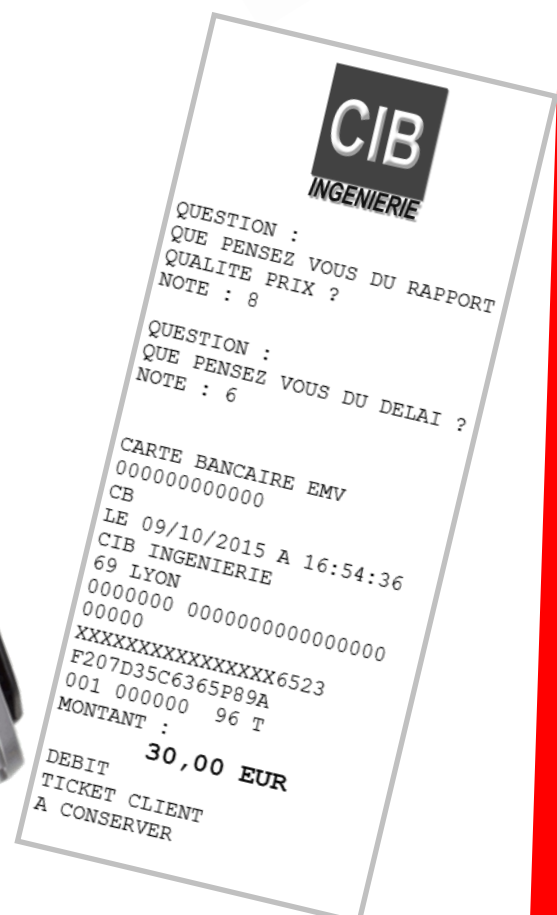 CIB
INGENIERIE
QUESTION :
QUE PENSEZ VOUS DU RAPPORT
QUALITE PRIX ?
NOTE : 8
QUESTION :
QUE PENSEZ VOUS DU DELAI ?
NOTE : 6
CARTE BANCAIRE EMV
000000000000
CB
LE 09/10/2015 A 16:54:36
CIB INGENIERIE
69 LYON
0000000 0000000000000000
00000
XXXXXXXXXXXXXXXX6523
F207D35C6365P89A
001 000000 96 T
MONTANT :
30,00 EUR
DEBIT
TICKET CLIENT
A CONSERVER